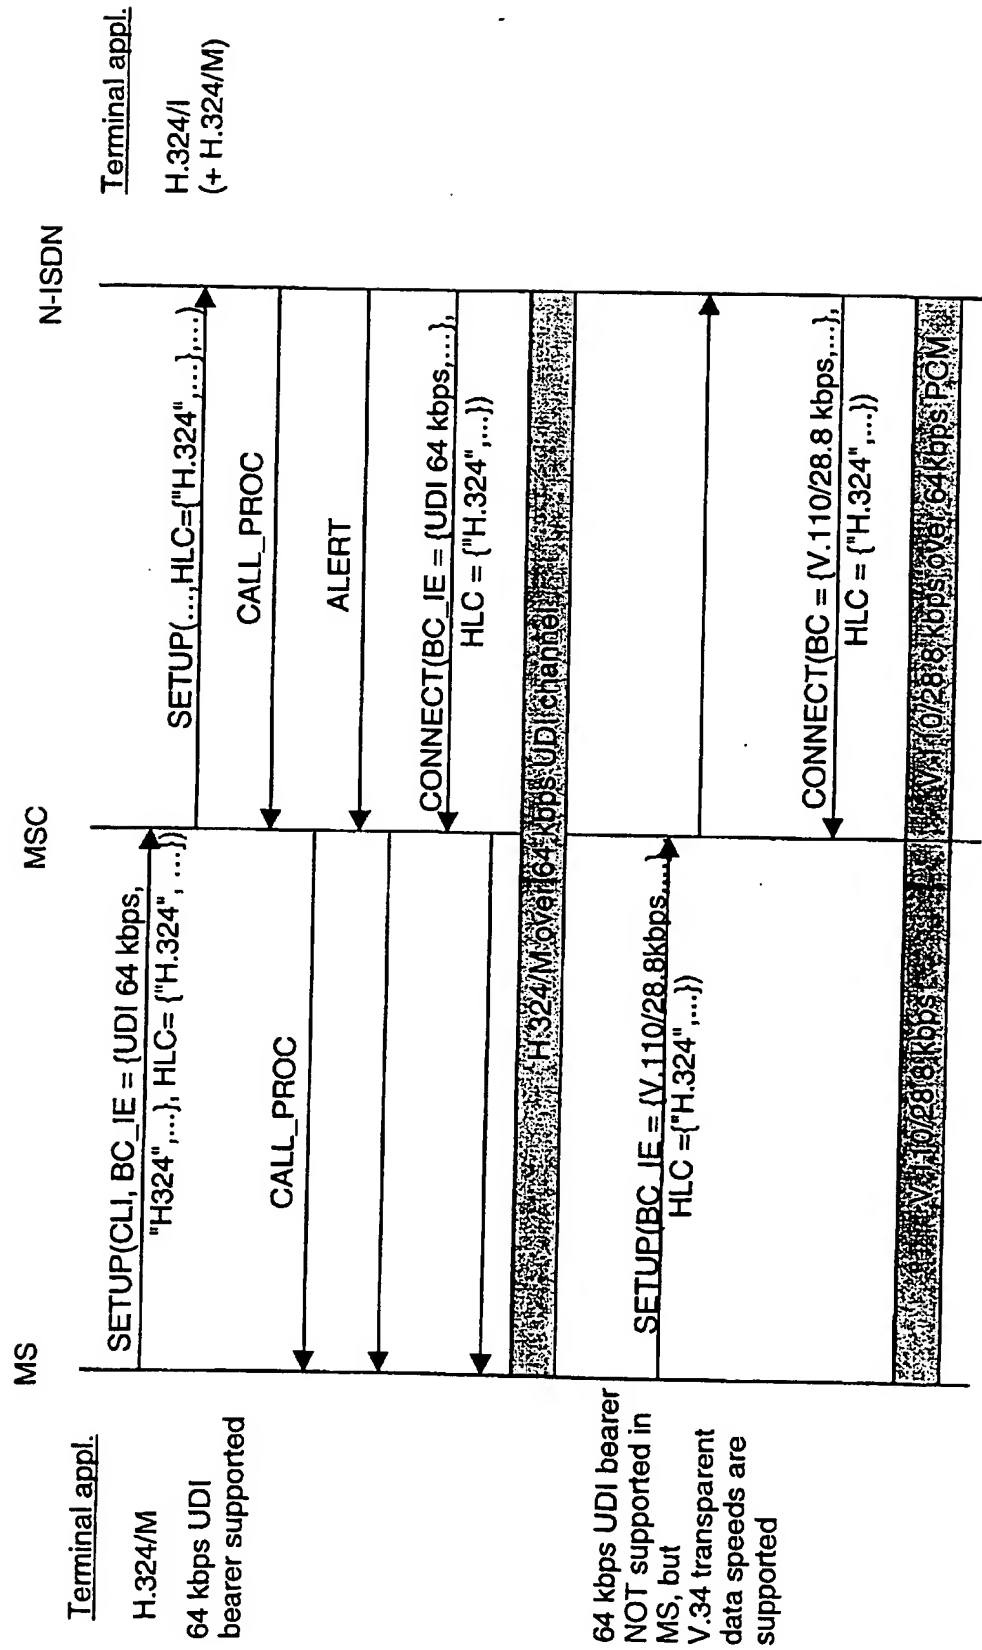 MS
MSC
N-ISDN
Terminal appl.
H.324/M
64 kbps UDI
bearer supported
Terminal appl.
H.324/I
(+ H.324/M)
SETUP(CLI, BC_IE = {UDI 64 kbps,
"H324",...}, HLC= {"H.324", ...})
SETUP(...,HLC={"H.324",...},...)
CALL_PROC
CALL_PROC
ALERT
CONNECT(BC_IE = {UDI 64 kbps,...},
HLC = {"H.324",...})
H.324/M over 64 kbps UDI channel
64 kbps UDI bearer
NOT supported in
MS, but
V.34 transparent
data speeds are
supported
SETUP(BC_IE = {V.110/28.8kbps,...}
HLC ={"H.324",...})
CONNECT(BC = {V.110/28.8 kbps,...},
HLC = {"H.324",...})
V.110/28.8 kbps
V.110/28.8 kbps over 64kbps PCM